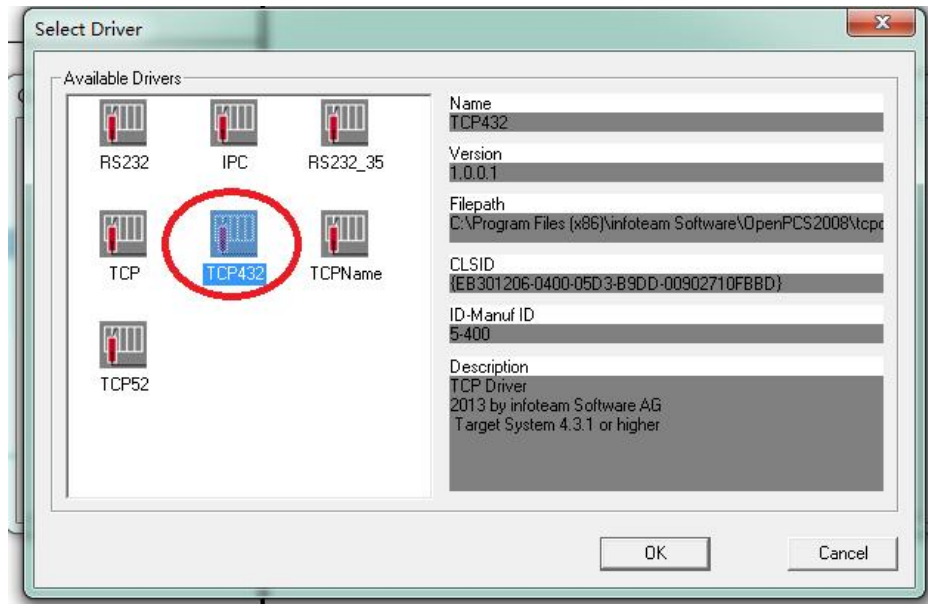 Select Driver
Available Drivers
RS232
IPC
RS232_35
TCP
TCP432
TCPName
TCP52
Name
TCP432
Version
1.0.0.1
Filepath
C:\Program Files (x86)\infoteam Software\OpenPCS2008\tcpc
CLSID
{EB301206-0400-05D3-B9DD-00902710FBBD}
ID-Manuf ID
5-400
Description
TCP Driver
2013 by infoteam Software AG
Target System 4.3.1 or higher
OK
Cancel